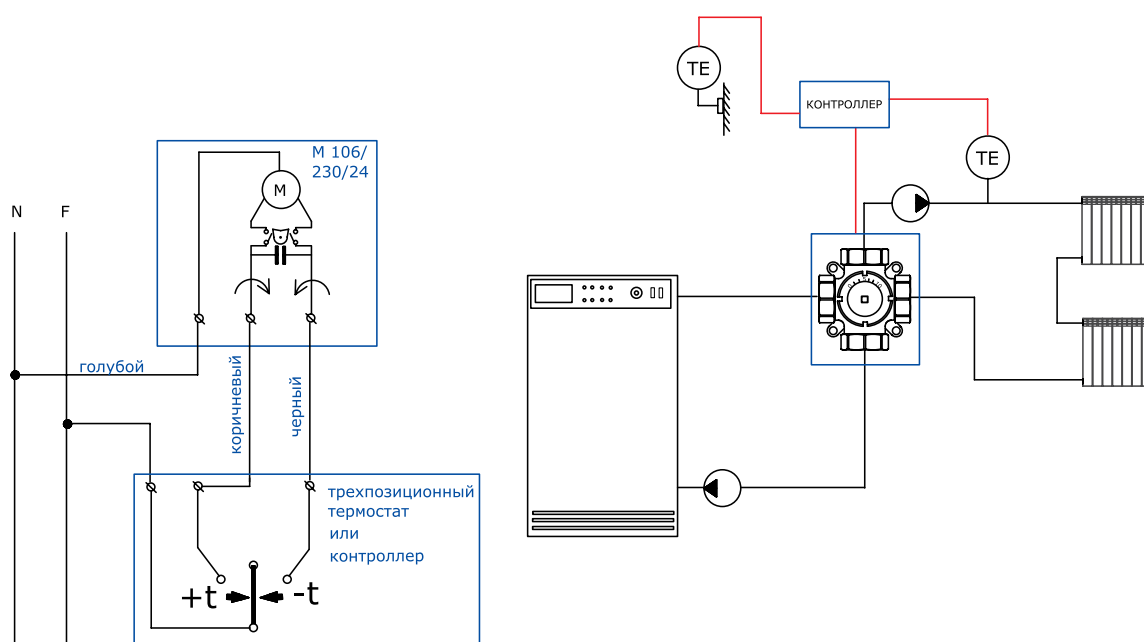 N
F
M 106/
230/24
M
голубой
коричневый
черный
трехпозиционный
термостат
или
контроллер
+t
-t
TE
КОНТРОЛЛЕР
TE